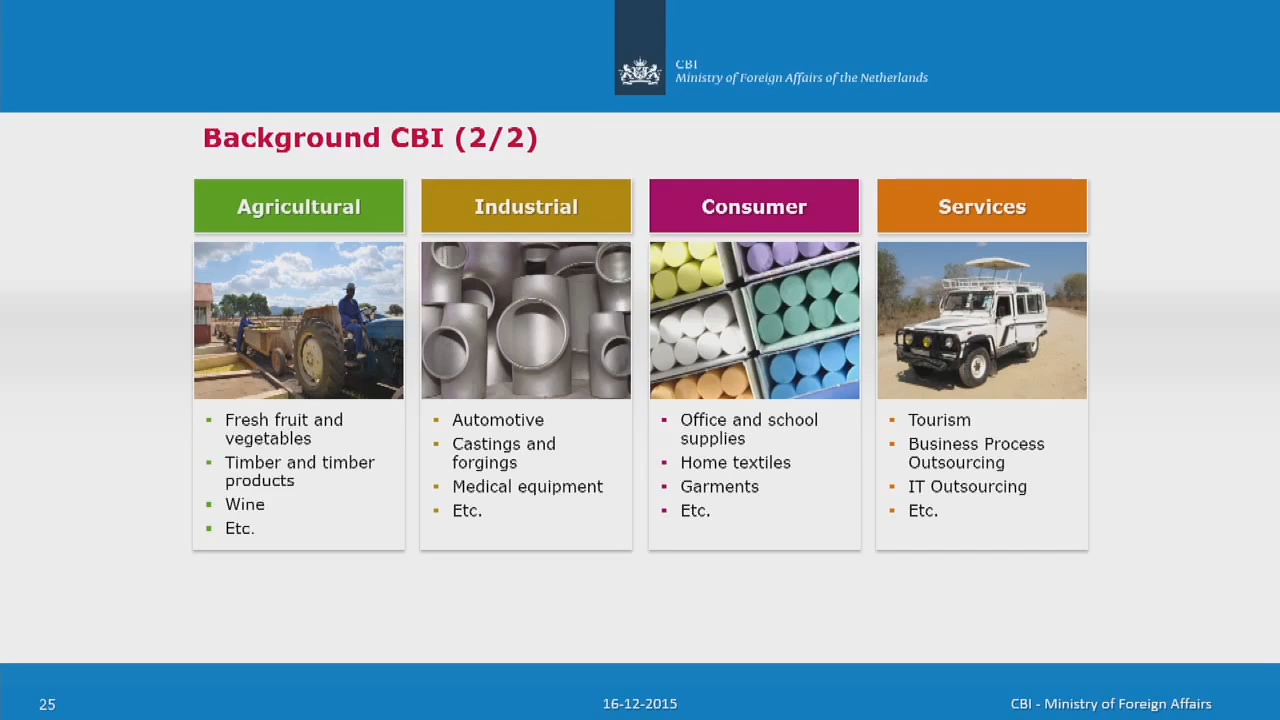 CBI
Ministry of Foreign Affairs of the Netherlands
Background CBI (2/2)
Agricultural
Fresh fruit and
vegetables
Timber and timber
products
Wine
Etc.
Industrial
Automotive
Castings and
forgings
Medical equipment
Etc.
Consumer
Office and school
supplies
Home textiles
Garments
Etc.
Services
Tourism
Business Process
Outsourcing
IT Outsourcing
Etc.
25
16-12-2015
CBI - Ministry of Foreign Affairs